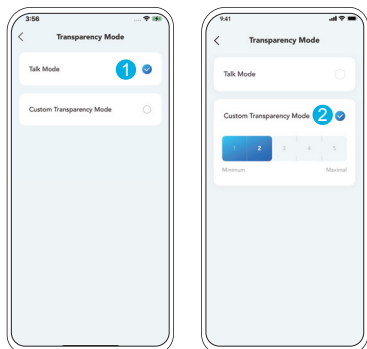 3:56
Transparency Mode
Talk Mode
1
Custom Transparency Mode
9:41
Transparency Mode
Talk Mode
Custom Transparency Mode
2
1 2 3 4 5
Minimum Maximal